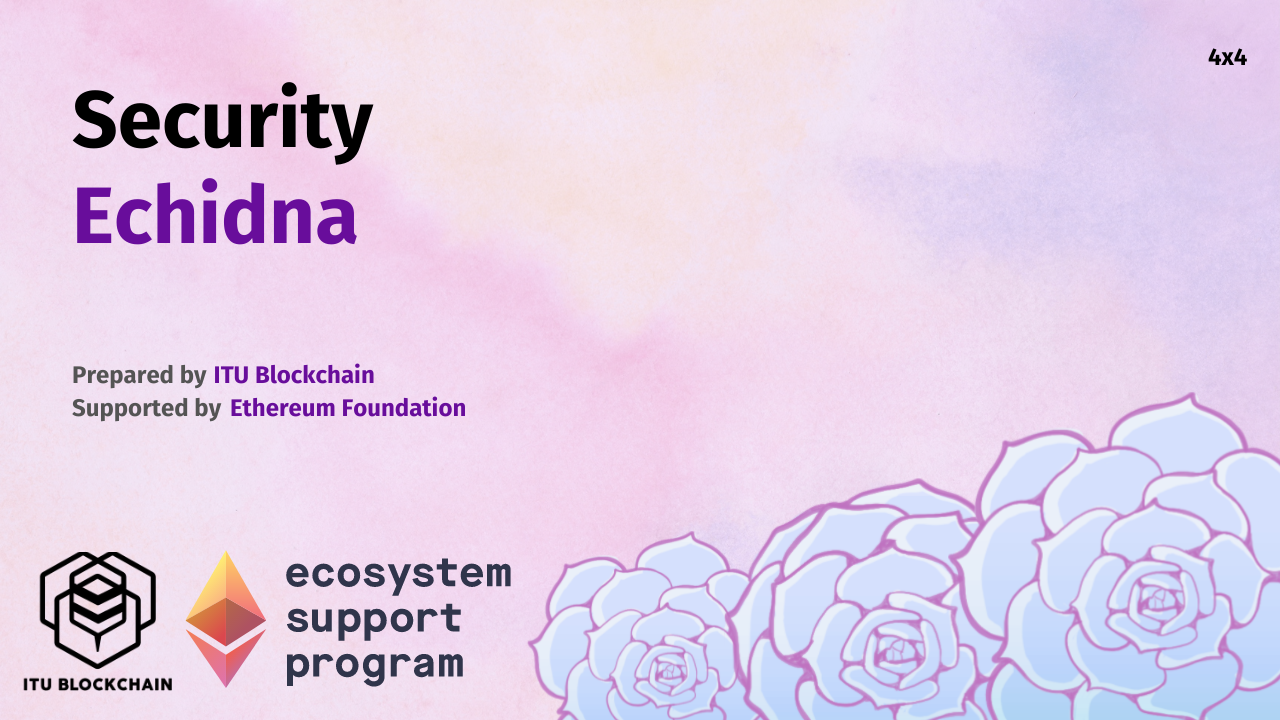 4x4
Security
Echidna
Prepared by ITU Blockchain
Supported by Ethereum Foundation
ITU BLOCKCHAIN
ecosystem
support
program